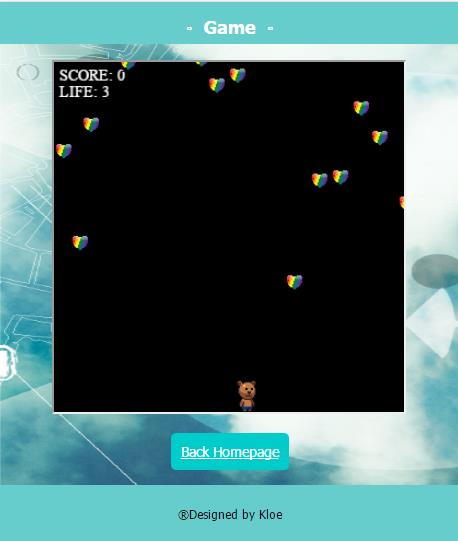 - Game -
SCORE: 0
LIFE: 3
Back Homepage
®Designed by Kloe